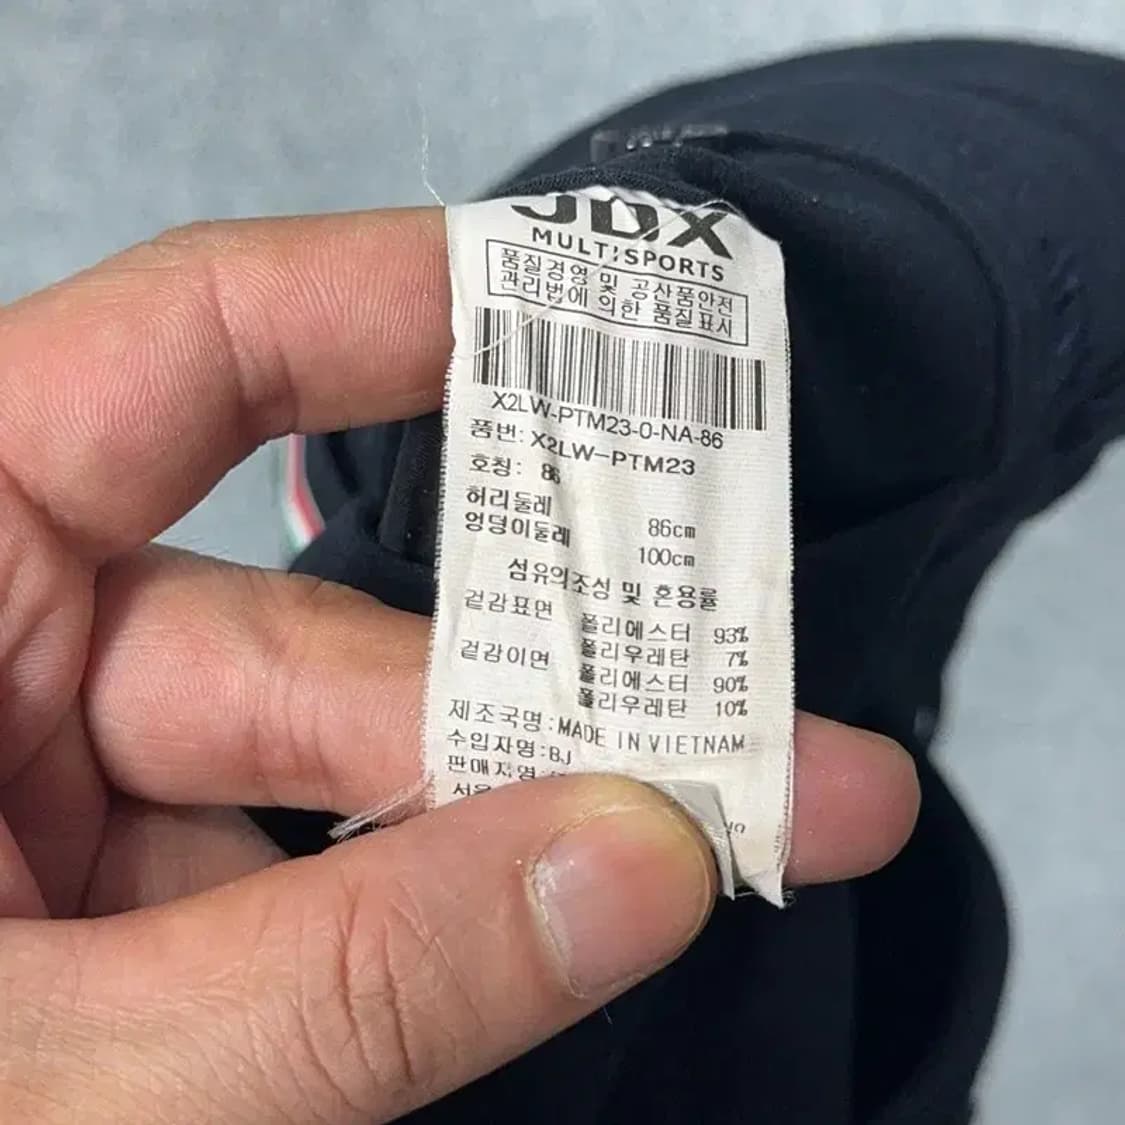 JDX
MULTISPORTS
품질경영 및 공산품안전
관리법에 의한 품질표시
X2LW-PTM23-0-NA-86
품번: X2LW-PTM23
호칭: 86
허리둘레 86cm
엉덩이둘레 100cm
섬유의조성 및 혼용률
겉감표면 폴리에스터 93%
폴리우레탄 7%
겉감이면 폴리에스터 90%
폴리우레탄 10%
제조국명:MADE IN VIETNAM
수입자명:BJ
판매자명: